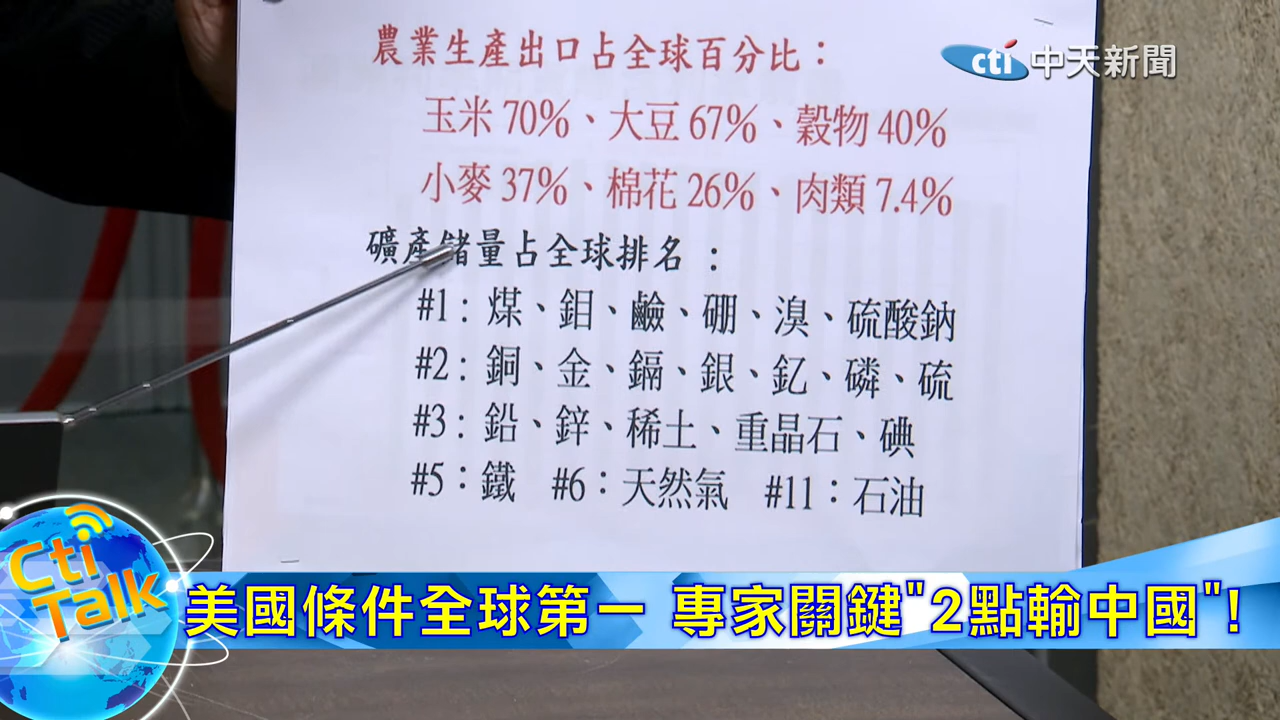 農業生產出口占全球百分比：
cti 中天新聞
玉米 70%、大豆 67%、穀物 40%
小麥 37%、棉花 26%、肉類 7.4%
礦產儲量占全球排名：
#1：煤、鉬、鹼、硼、溴、硫酸鈉
#2：銅、金、鎘、銀、釔、磷、硫
#3：鉛、鋅、稀土、重晶石、碘
#5：鐵 #6：天然氣 #11：石油
Cti Talk
美國條件全球第一 專家關鍵"2點輸中國"!